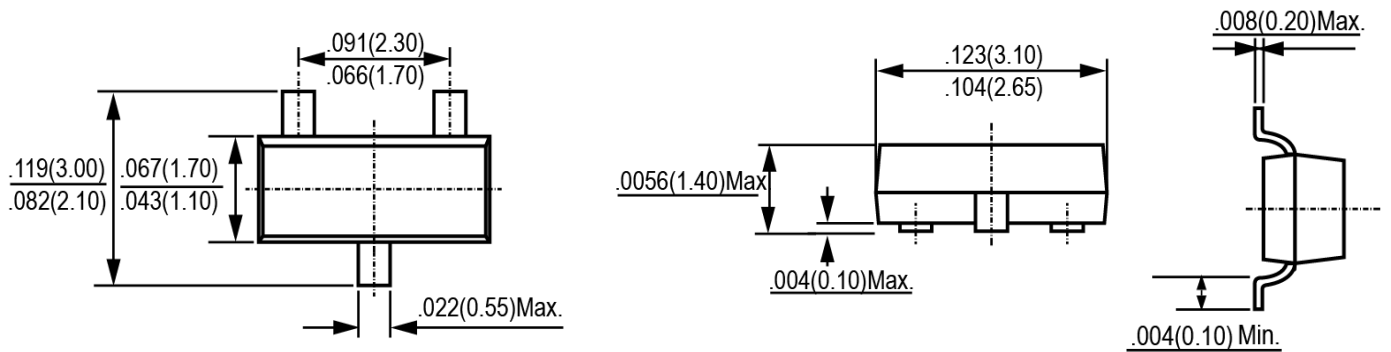 .091(2.30)
.066(1.70)
.119(3.00)
.082(2.10)
.067(1.70)
.043(1.10)
.022(0.55)Max.
.123(3.10)
.104(2.65)
.0056(1.40)Max
.004(0.10)Max.
.008(0.20)Max.
.004(0.10) Min.